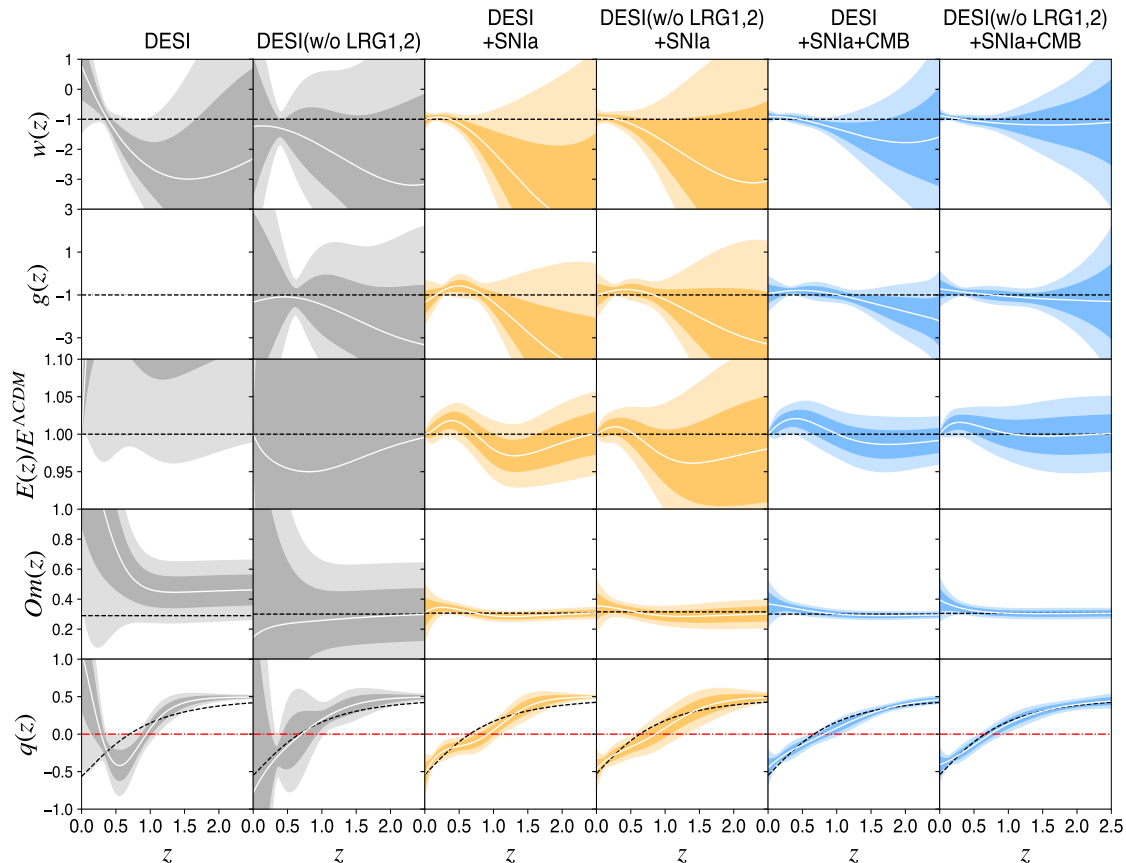 DESI
DESI(w/o LRG1,2)
DESI
+SNIa
DESI(w/o LRG1,2)
+SNIa
DESI
+SNIa+CMB
DESI(w/o LRG1,2)
+SNIa+CMB
w(z)
1
0
−1
−2
−3
g(z)
3
1
−1
−3
E(z)/E^ΛCDM
1.10
1.05
1.00
0.95
Om(z)
1.0
0.8
0.6
0.4
0.2
q(z)
1.0
0.5
0.0
−0.5
−1.0
0.0 0.5 1.0 1.5 2.0 0.0 0.5 1.0 1.5 2.0 0.0 0.5 1.0 1.5 2.0 0.0 0.5 1.0 1.5 2.0 0.0 0.5 1.0 1.5 2.0 0.0 0.5 1.0 1.5 2.0 2.5
z z z z z z